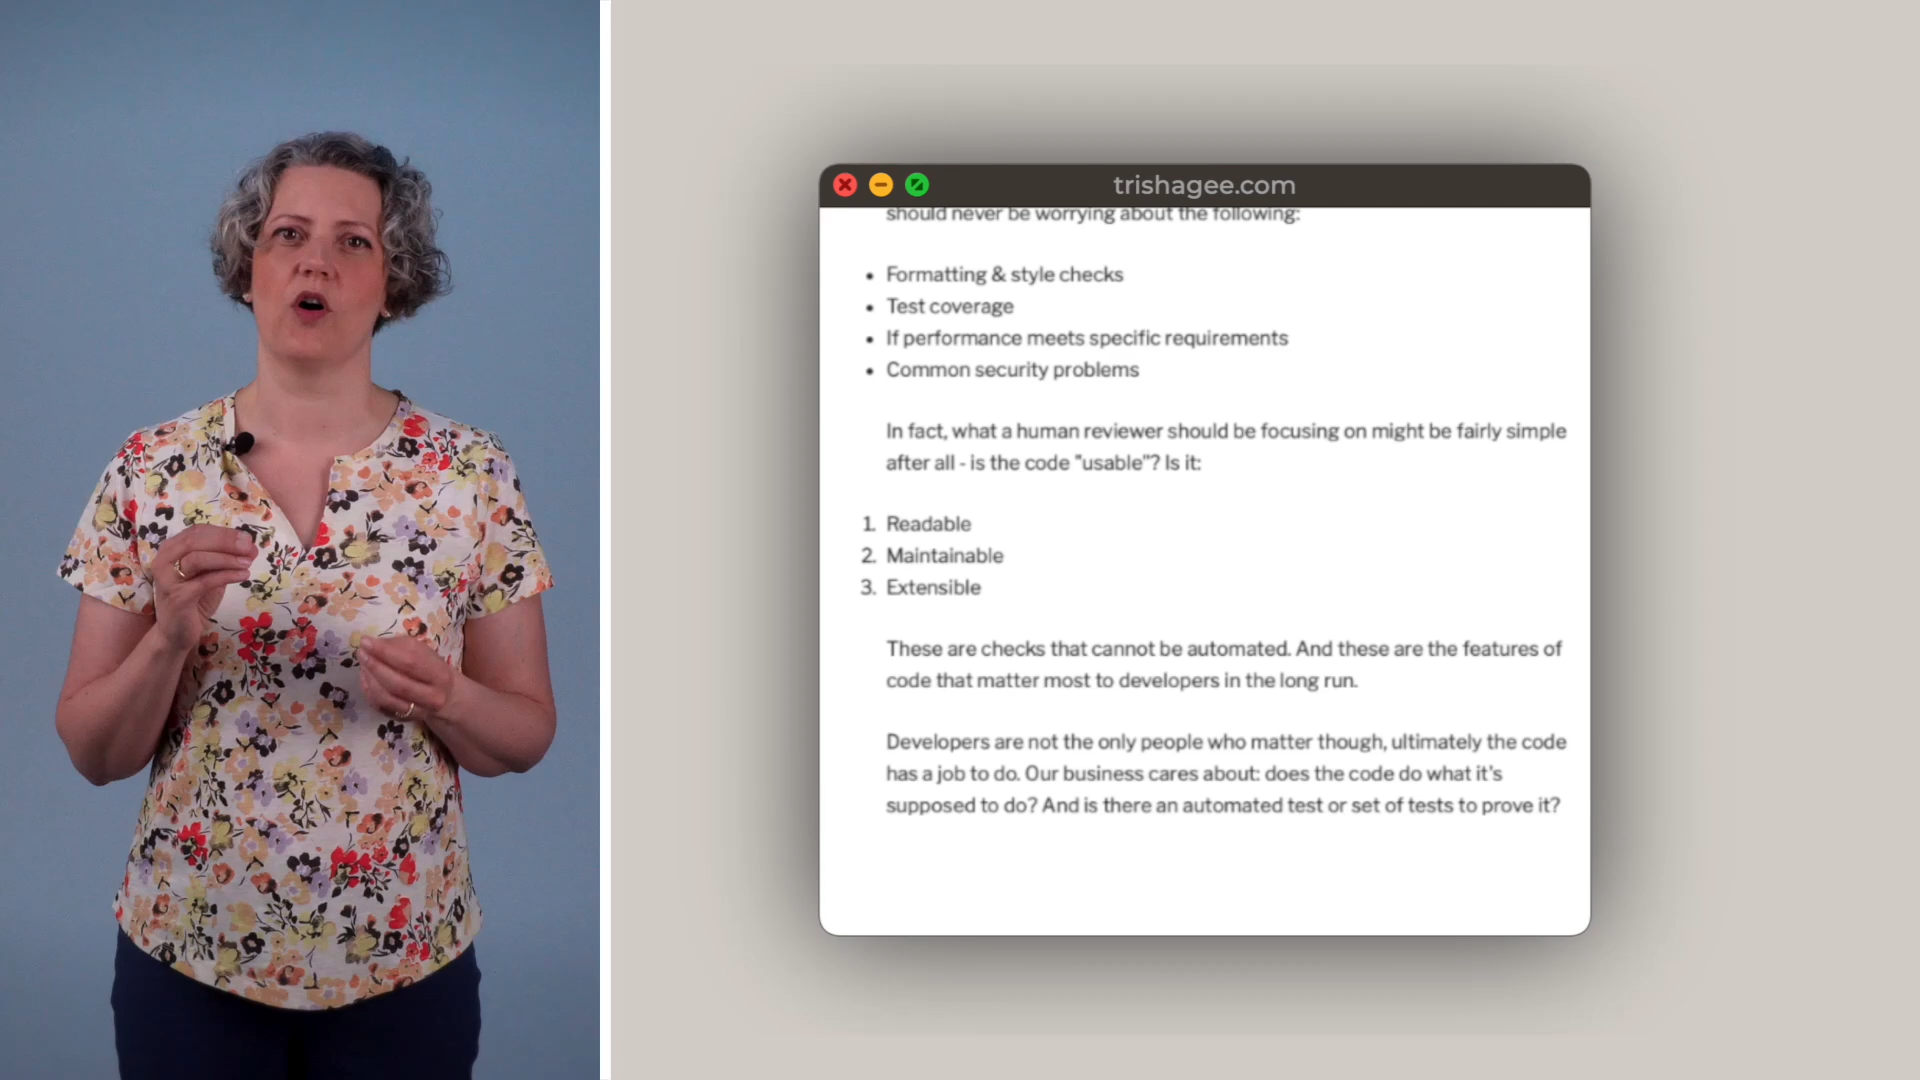 trishagee.com
should never be worrying about the following:
• Formatting & style checks
• Test coverage
• If performance meets specific requirements
• Common security problems
In fact, what a human reviewer should be focusing on might be fairly simple
after all - is the code "usable"? Is it:
1. Readable
2. Maintainable
3. Extensible
These are checks that cannot be automated. And these are the features of
code that matter most to developers in the long run.
Developers are not the only people who matter though, ultimately the code
has a job to do. Our business cares about: does the code do what it's
supposed to do? And is there an automated test or set of tests to prove it?